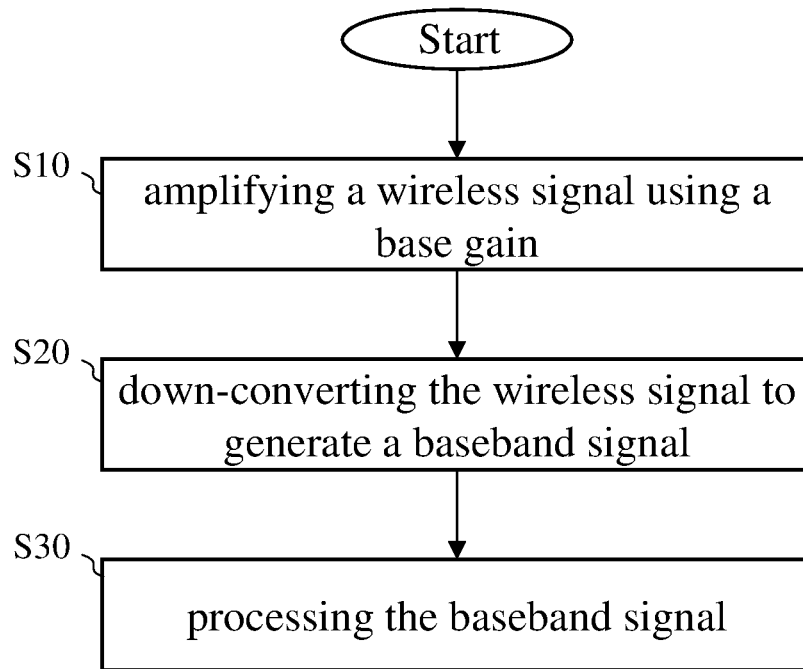 Start
S10
amplifying a wireless signal using a
base gain
S20
down-converting the wireless signal to
generate a baseband signal
S30
processing the baseband signal